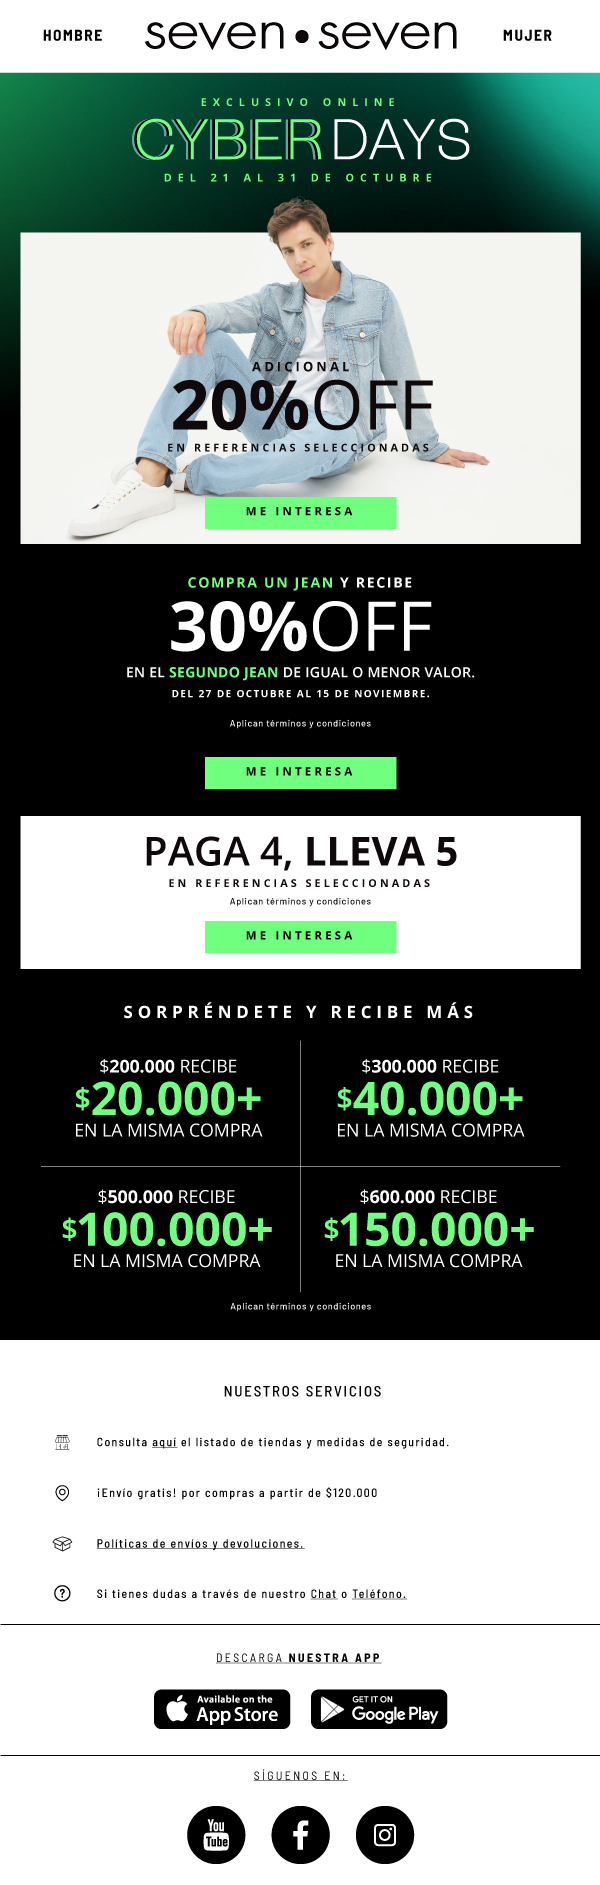 HOMBRE
seven•seven
MUJER
EXCLUSIVO ONLINE
CYBERDAYS
DEL 21 AL 31 DE OCTUBRE
ADICIONAL
20%OFF
EN REFERENCIAS SELECCIONADAS
ME INTERESA
COMPRA UN JEAN Y RECIBE
30%OFF
EN EL SEGUNDO JEAN DE IGUAL O MENOR VALOR.
DEL 27 DE OCTUBRE AL 15 DE NOVIEMBRE.
Aplican términos y condiciones
ME INTERESA
PAGA 4, LLEVA 5
EN REFERENCIAS SELECCIONADAS
Aplican términos y condiciones
ME INTERESA
SORPRÉNDETE Y RECIBE MÁS
$200.000 RECIBE
$20.000+
EN LA MISMA COMPRA
$300.000 RECIBE
$40.000+
EN LA MISMA COMPRA
$500.000 RECIBE
$100.000+
EN LA MISMA COMPRA
$600.000 RECIBE
$150.000+
EN LA MISMA COMPRA
Aplican términos y condiciones
NUESTROS SERVICIOS
Consulta aquí el listado de tiendas y medidas de seguridad.
¡Envío gratis! por compras a partir de $120.000
Políticas de envíos y devoluciones.
?
Si tienes dudas a través de nuestro Chat o Teléfono.
DESCARGA NUESTRA APP
Available on the
App Store
GET IT ON
Google Play
SÍGUENOS EN:
You
Tube
f